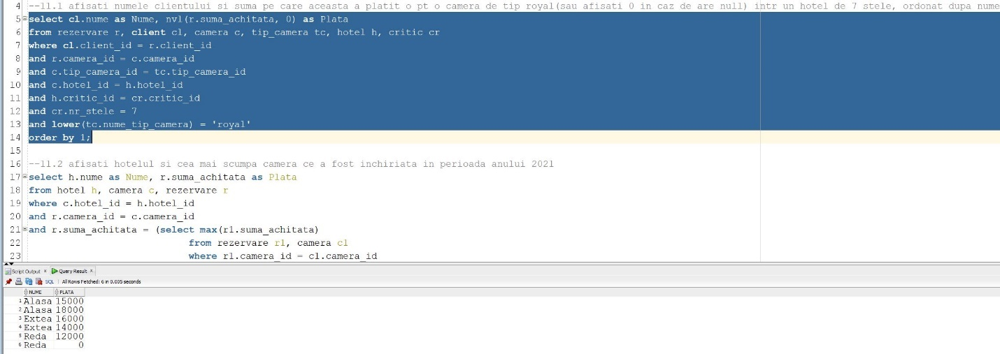 4 --11.1 afisati numele clientului si suma pe care aceasta a platit o pt o camera de tip royal(sau afisati 0 in caz de are null) intr un hotel de 7 stele, ordonat dupa nume
5 select cl.nume as Nume, nvl(r.suma_achitata, 0) as Plata
6 from rezervare r, client cl, camera c, tip_camera tc, hotel h, critic cr
7 where cl.client_id = r.client_id
8 and r.camera_id = c.camera_id
9 and c.tip_camera_id = tc.tip_camera_id
10 and c.hotel_id = h.hotel_id
11 and h.critic_id = cr.critic_id
12 and cr.nr_stele = 7
13 and lower(tc.nume_tip_camera) = 'royal'
14 order by 1;
15
16 --11.2 afisati hotelul si cea mai scumpa camera ce a fost inchiriata in perioada anului 2021
17 select h.nume as Nume, r.suma_achitata as Plata
18 from hotel h, camera c, rezervare r
19 where c.hotel_id = h.hotel_id
20 and r.camera_id = c.camera_id
21 and r.suma_achitata = (select max(r1.suma_achitata)
22 from rezervare r1, camera c1
23 where r1.camera_id = c1.camera_id
Script Output × Query Result ×
SQL | All Rows Fetched: 6 in 0.005 seconds
NUME PLATA
1 Alasa 15000
2 Alasa 18000
3 Extea 16000
4 Extea 14000
5 Reda 12000
6 Reda 0